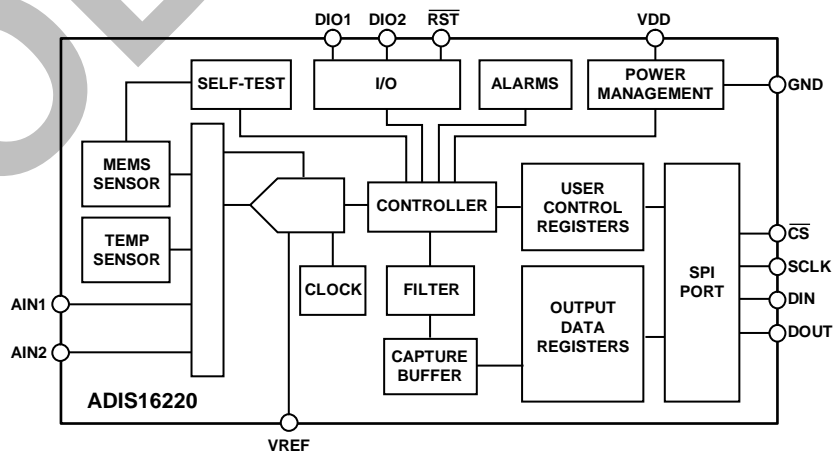 DIO1 DIO2 RST VDD
SELF-TEST
I/O
ALARMS
POWER
MANAGEMENT
GND
MEMS
SENSOR
CONTROLLER
USER
CONTROL
REGISTERS
TEMP
SENSOR
CS
SCLK
DIN
DOUT
SPI
PORT
CLOCK
FILTER
OUTPUT
DATA
REGISTERS
AIN1
AIN2
CAPTURE
BUFFER
ADIS16220
VREF